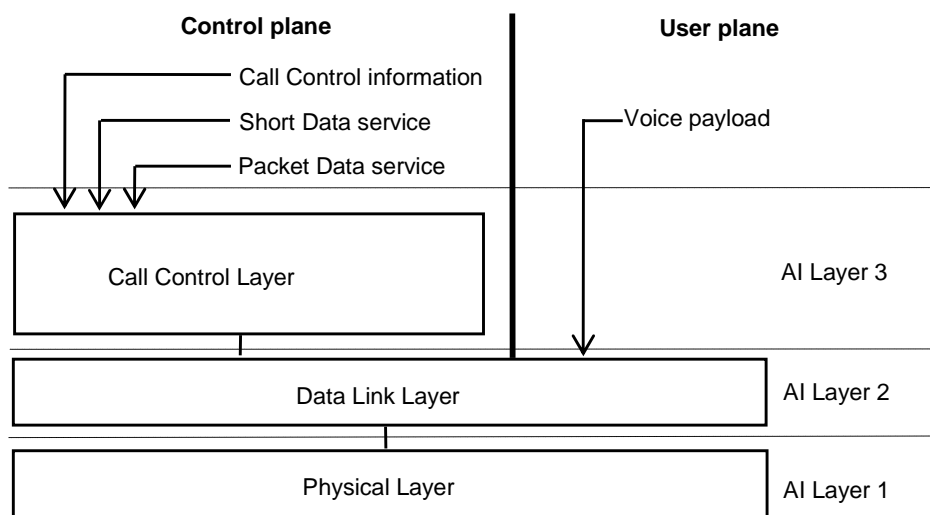 Control plane
User plane
Call Control information
Short Data service
Voice payload
Packet Data service
Call Control Layer
AI Layer 3
Data Link Layer
AI Layer 2
Physical Layer
AI Layer 1